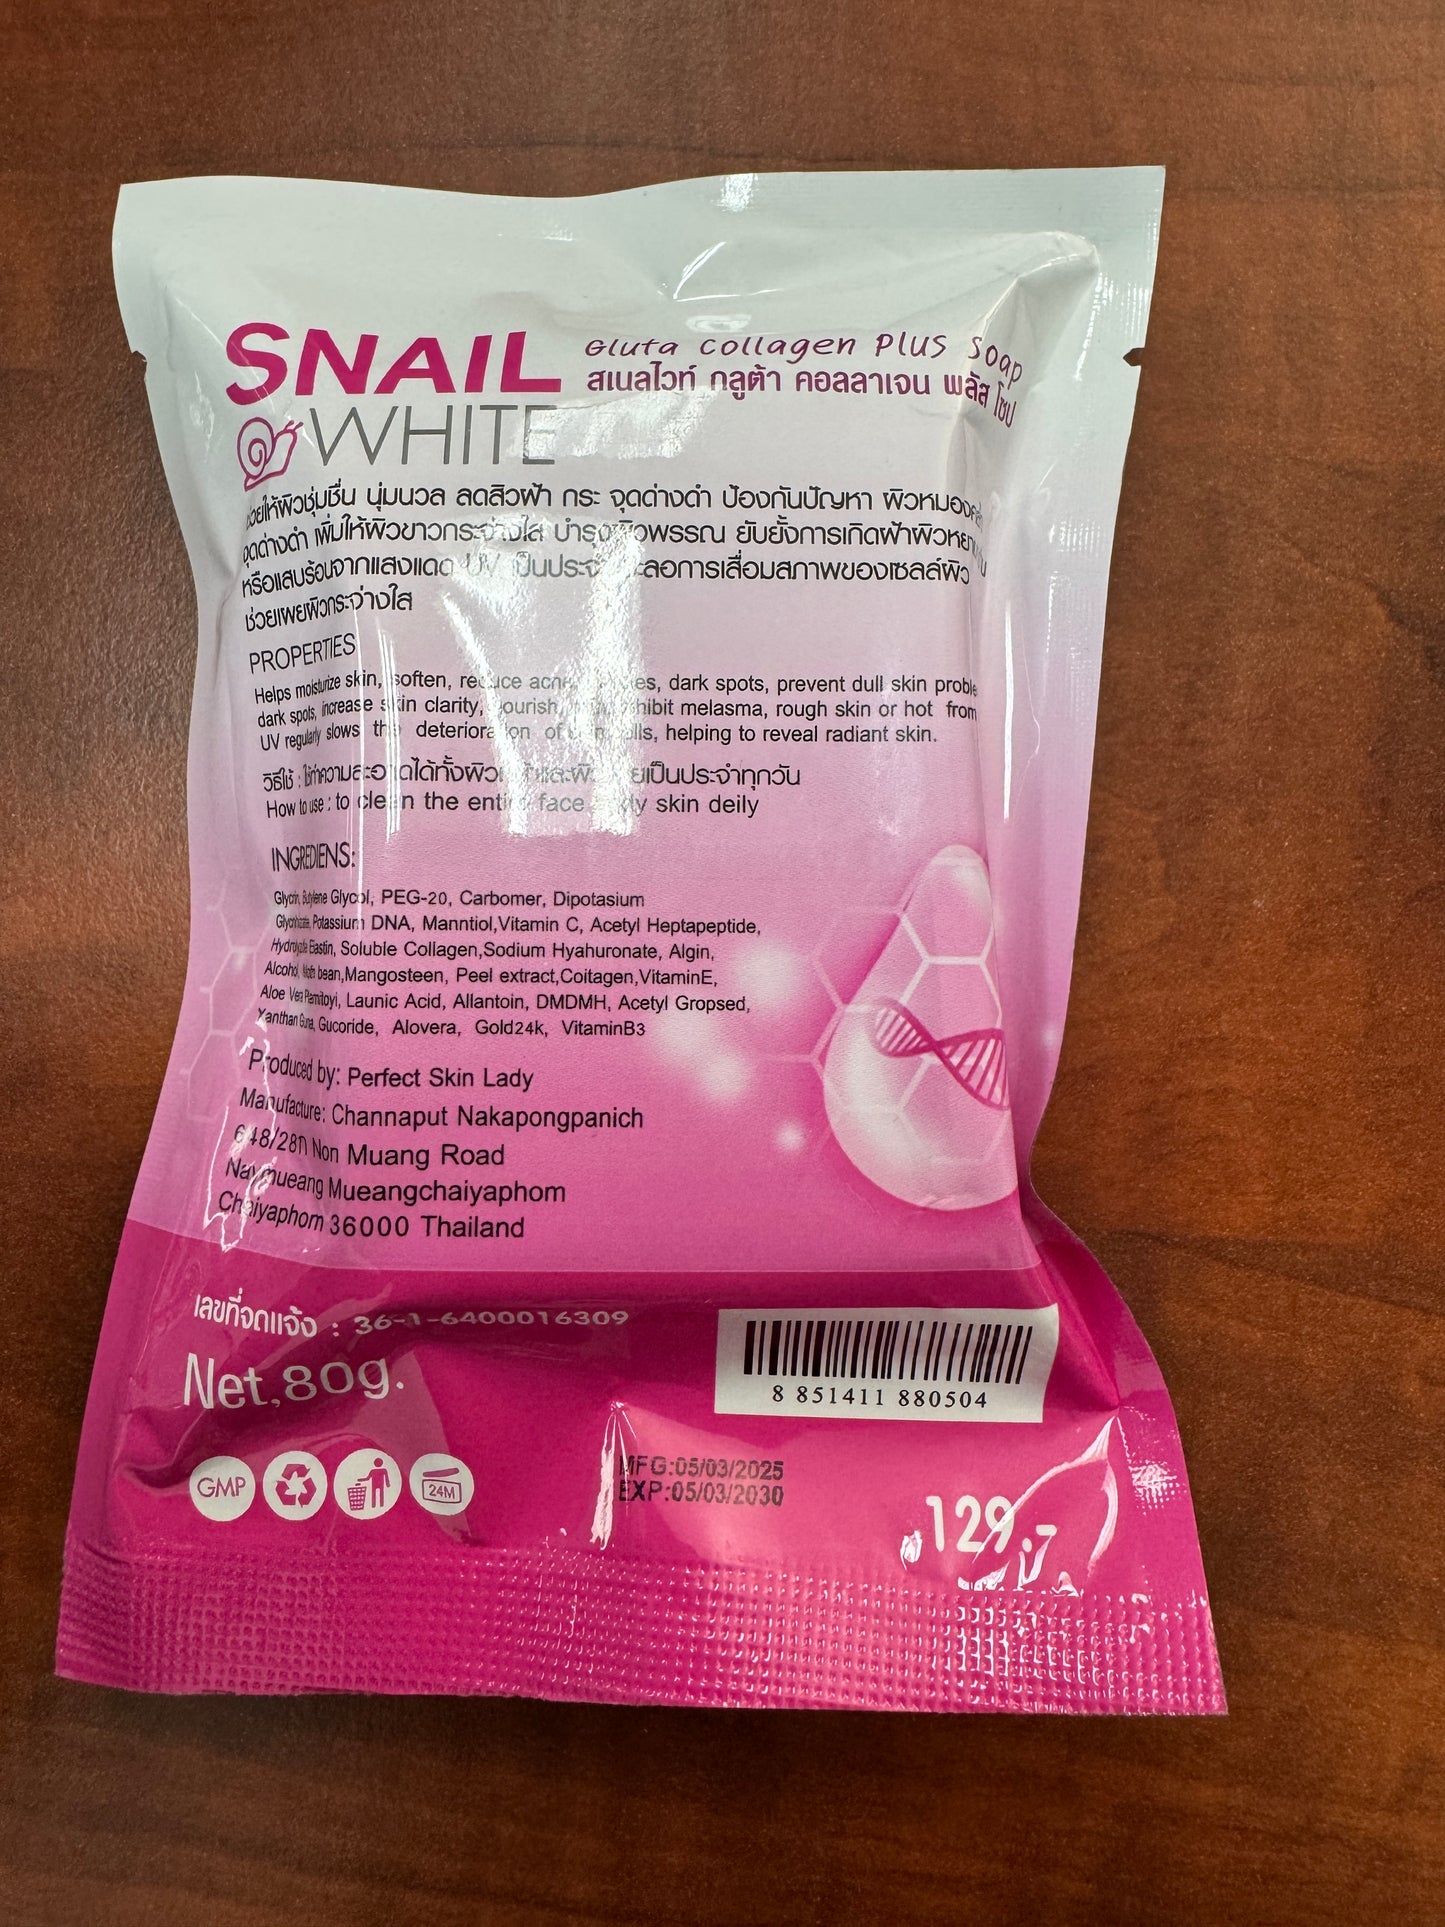 SNAIL
WHITE
Gluta Collagen Plus Soap
สเนลไวท์ กลูต้า คอลลาเจน พลัส โซป
ช่วยให้ผิวชุ่มชื่น นุ่มนวล ลดสิวฝ้า กระ จุดด่างดำ ป้องกันปัญหา ผิวหมองคล้ำ
จุดด่างดำ เพิ่มให้ผิวขาวกระจ่างใส บำรุงผิวพรรณ ยับยั้งการเกิดฝ้าผิวหยาบกร้าน
หรือแสบร้อนจากแสงแดด UV เป็นประจำ ชะลอการเสื่อมสภาพของเซลล์ผิว
ช่วยเผยผิวกระจ่างใส
PROPERTIES
Helps moisturize skin, soften, reduce acne, dark spots, prevent dull skin proble
dark spots, increase skin clarity, nourish, inhibit melasma, rough skin or hot from
UV regularly slows the deterioration of skin cells, helping to reveal radiant skin.
วิธีใช้ : ใช้ทำความสะอาดได้ทั้งผิวหน้าและผิวกายเป็นประจำทุกวัน
How to use : to clean the entire face body skin deily
INGREDIENS:
Glycrin, Butylene Glycol, PEG-20, Carbomer, Dipotasium
Potassium DNA, Manntiol,Vitamin C, Acetyl Heptapeptide,
Elastin, Soluble Collagen,Sodium Hyahuronate, Algin,
Alcohol, bean,Mangosteen, Peel extract,Coitagen,VitaminE,
Aloe Vera Plamitoyi, Launic Acid, Allantoin, DMDMH, Acetyl Gropsed,
Xanthan Guna, Gucoride, Alovera, Gold24k, VitaminB3
Produced by: Perfect Skin Lady
Manufacture: Channaput Nakapongpanich
648/28ก Non Muang Road
Naymueang Mueangchaiyaphom
Chaiyaphom 36000 Thailand
เลขที่จดแจ้ง : 36-1-6400016309
Net,80g.
8 851411 880504
GMP
24M
MFG:05/03/2025
EXP:05/03/2030
129.-